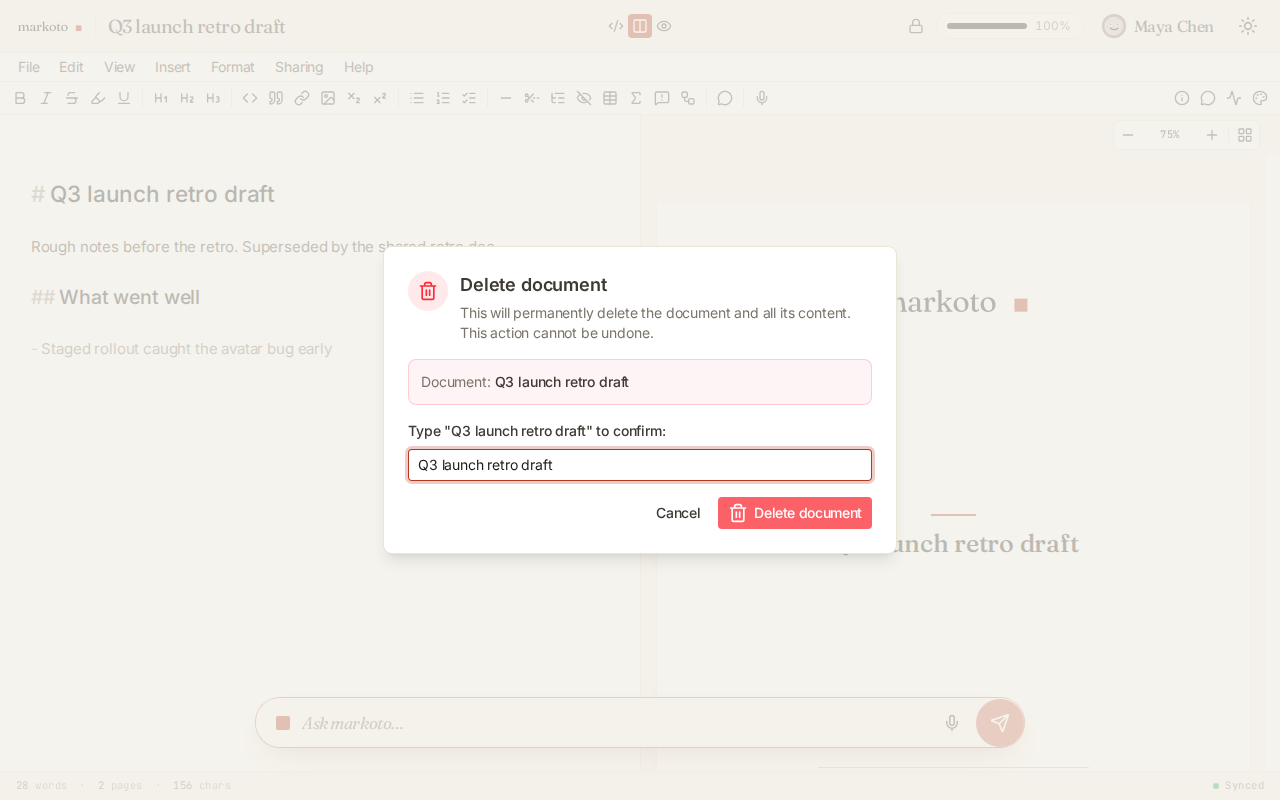 markoto
Q3 launch retro draft
100%
Maya Chen
File Edit View Insert Format Sharing Help
H1 H2 H3
75%
# Q3 launch retro draft
Rough notes before the retro. Superseded by the shared retro doc.
## What went well
- Staged rollout caught the avatar bug early
markoto
launch retro draft
Delete document
This will permanently delete the document and all its content.
This action cannot be undone.
Document: Q3 launch retro draft
Type "Q3 launch retro draft" to confirm:
Q3 launch retro draft
Cancel
Delete document
Ask markoto...
28 words · 2 pages · 156 chars
Synced